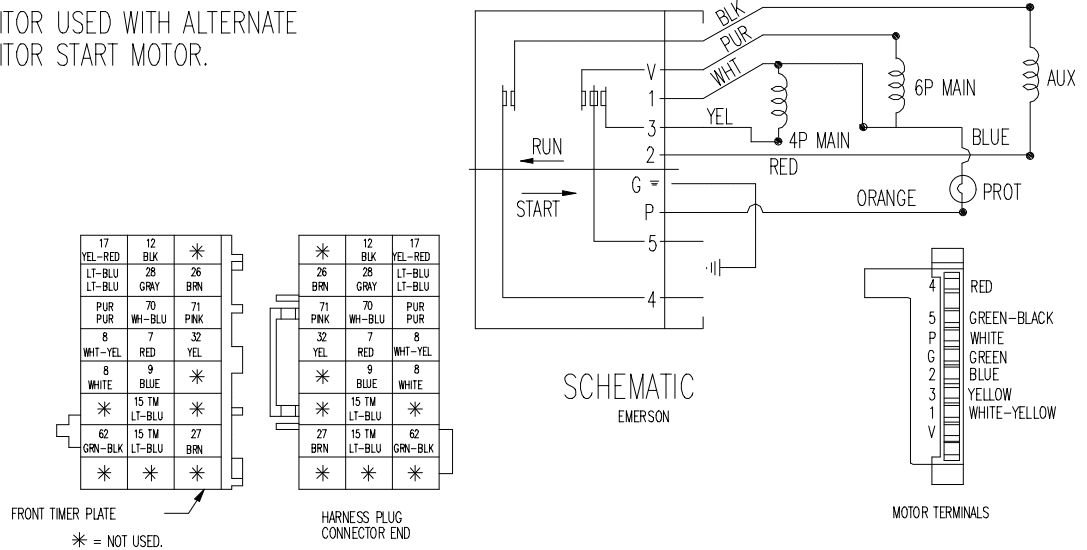 ITOR USED WITH ALTERNATE
ITOR START MOTOR.
BLK
PUR
WHT
YEL
V
1
3
2
G
P
5
4
RUN
START
4P MAIN
6P MAIN
AUX
BLUE
RED
ORANGE
PROT
SCHEMATIC
EMERSON
17 12 *
YEL-RED BLK
LT-BLU 28 26
LT-BLU GRAY BRN
PUR 70 71
PUR WH-BLU PINK
8 7 32
WHT-YEL RED YEL
8 9 *
WHITE BLUE
* 15 TM *
LT-BLU
62 15 TM 27
GRN-BLK LT-BLU BRN
* * *
FRONT TIMER PLATE
* = NOT USED.
* 12 17
BLK YEL-RED
26 28 LT-BLU
BRN GRAY LT-BLU
71 70 PUR
PINK WH-BLU PUR
32 7 8
YEL RED WHT-YEL
* 9 8
BLUE WHITE
* 15 TM *
LT-BLU
27 15 TM 62
BRN LT-BLU GRN-BLK
* * *
HARNESS PLUG
CONNECTOR END
4 RED
5 GREEN-BLACK
P WHITE
G GREEN
2 BLUE
3 YELLOW
1 WHITE-YELLOW
V
MOTOR TERMINALS